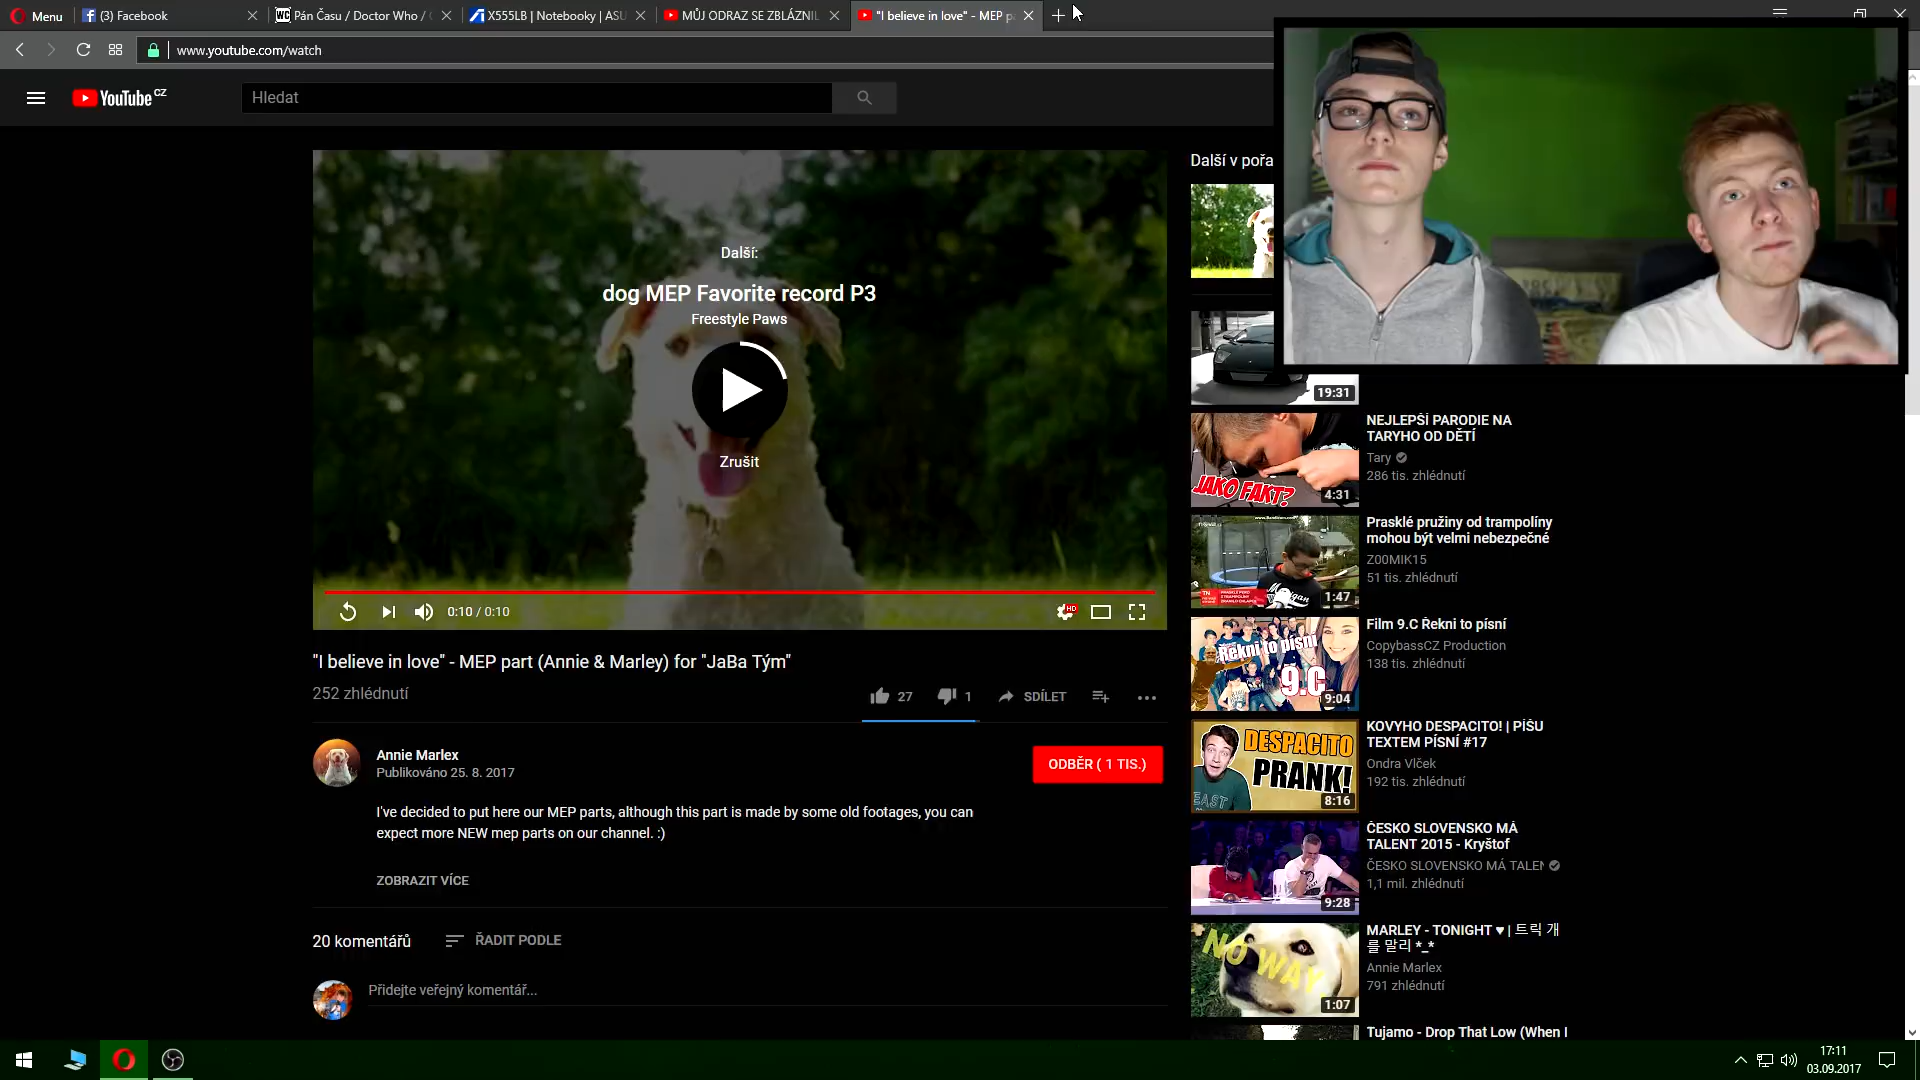 Menu
(3) Facebook
Pán Času / Doctor Who /
X555LB | Notebooky | ASU
MŮJ ODRAZ SE ZBLÁZNIL
"I believe in love" - MEP pa
www.youtube.com/watch
YouTube CZ
Hledat
Další:
dog MEP Favorite record P3
Freestyle Paws
Zrušit
0:10 / 0:10
HD
"I believe in love" - MEP part (Annie & Marley) for "JaBa Tým"
252 zhlédnutí
27
1
SDÍLET
Annie Marlex
Publikováno 25. 8. 2017
ODBĚR ( 1 TIS.)
I've decided to put here our MEP parts, although this part is made by some old footages, you can
expect more NEW mep parts on our channel. :)
ZOBRAZIT VÍCE
20 komentářů
ŘADIT PODLE
Přidejte veřejný komentář...
Další v pořa
19:31
JAKO FAKT?
4:31
NEJLEPŠÍ PARODIE NA
TARYHO OD DĚTÍ
Tary
286 tis. zhlédnutí
1:47
Prasklé pružiny od trampolíny
mohou být velmi nebezpečné
Z00MIK15
51 tis. zhlédnutí
Řekni to písní
9.C
9:04
Film 9.C Řekni to písní
CopybassCZ Production
138 tis. zhlédnutí
DESPACITO
PRANK!
8:16
KOVYHO DESPACITO! | PÍŠU
TEXTEM PÍSNÍ #17
Ondra Vlček
192 tis. zhlédnutí
9:28
ČESKO SLOVENSKO MÁ
TALENT 2015 - Kryštof
ČESKO SLOVENSKO MÁ TALEN
1,1 mil. zhlédnutí
NO WAY
1:07
MARLEY - TONIGHT ♥ | 트릭 개
를 말리 *_*
Annie Marlex
791 zhlédnutí
Tujamo - Drop That Low (When I
17:11
03.09.2017